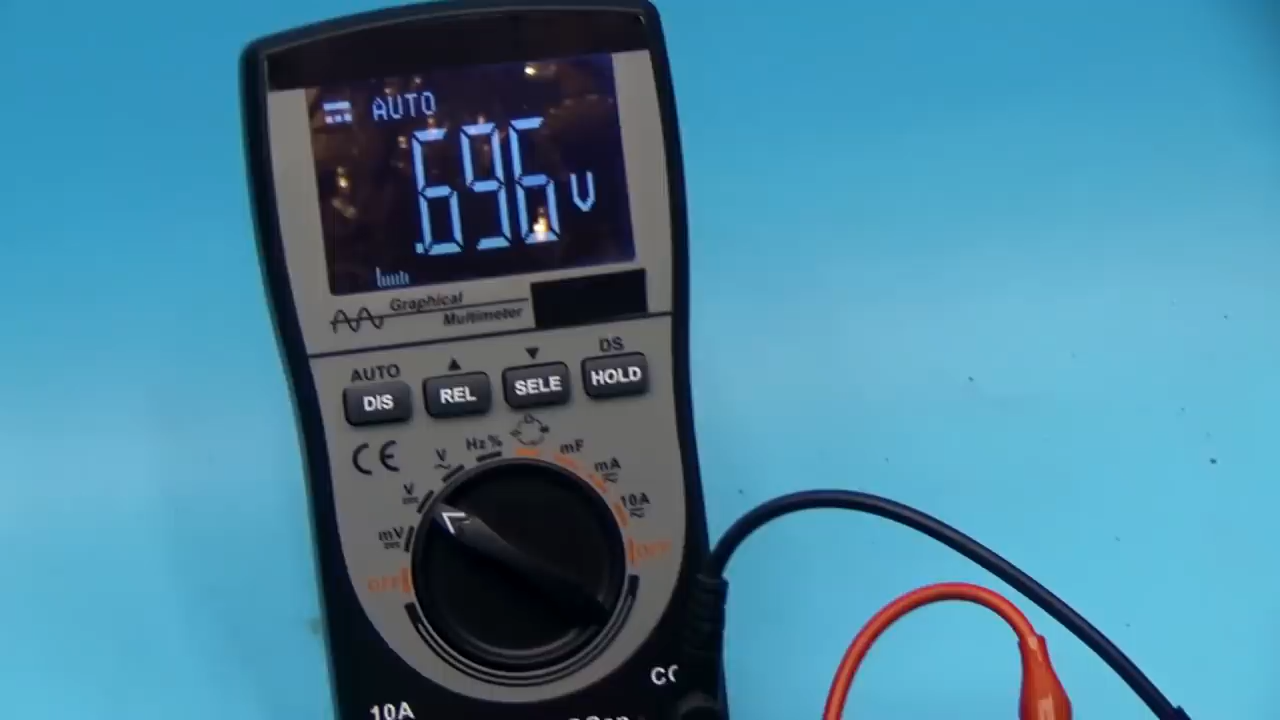 AUTO
.696 V
Graphical
Multimeter
AUTO
DS
DIS
REL
SELE
HOLD
CE
V
V
Hz%
mF
mA
10A
mV
OFF
10A